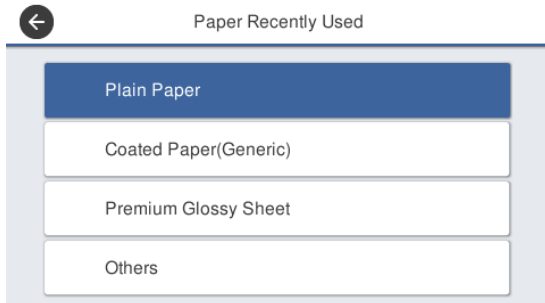 Paper Recently Used
Plain Paper
Coated Paper(Generic)
Premium Glossy Sheet
Others